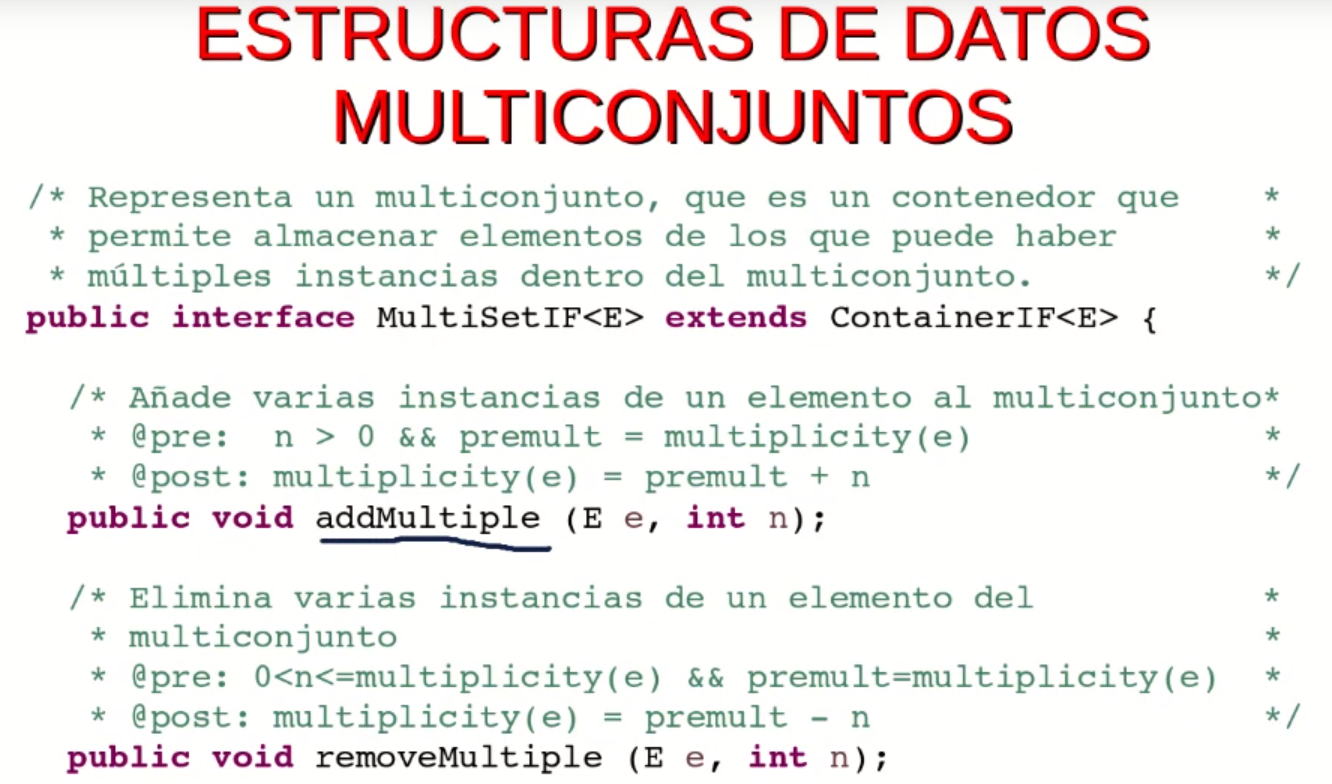 ESTRUCTURAS DE DATOS
MULTICONJUNTOS
/* Representa un multiconjunto, que es un contenedor que *
* permite almacenar elementos de los que puede haber *
* múltiples instancias dentro del multiconjunto. */
public interface MultiSetIF<E> extends ContainerIF<E> {
/* Añade varias instancias de un elemento al multiconjunto*
* @pre: n > 0 && premult = multiplicity(e) *
* @post: multiplicity(e) = premult + n */
public void addMultiple (E e, int n);
/* Elimina varias instancias de un elemento del *
* multiconjunto *
* @pre: 0<n<=multiplicity(e) && premult=multiplicity(e) *
* @post: multiplicity(e) = premult - n */
public void removeMultiple (E e, int n);